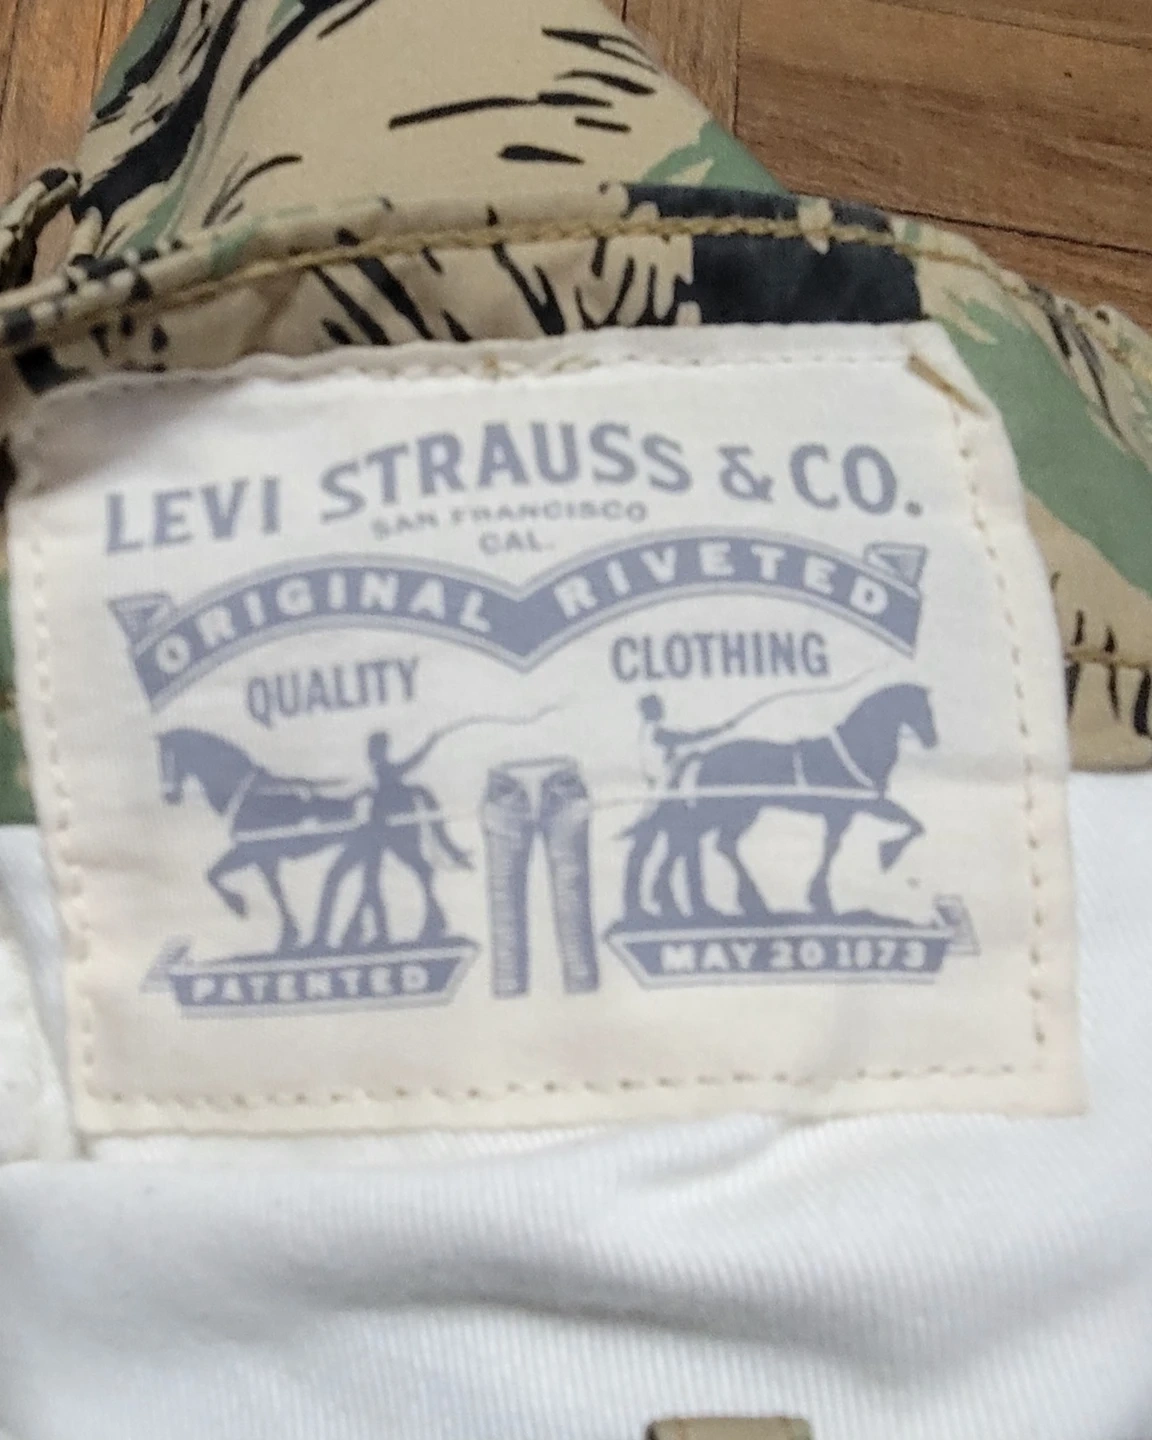 LEVI STRAUSS & CO.
SAN FRANCISCO
CAL.
ORIGINAL RIVETED
QUALITY CLOTHING
PATENTED MAY 20 1873